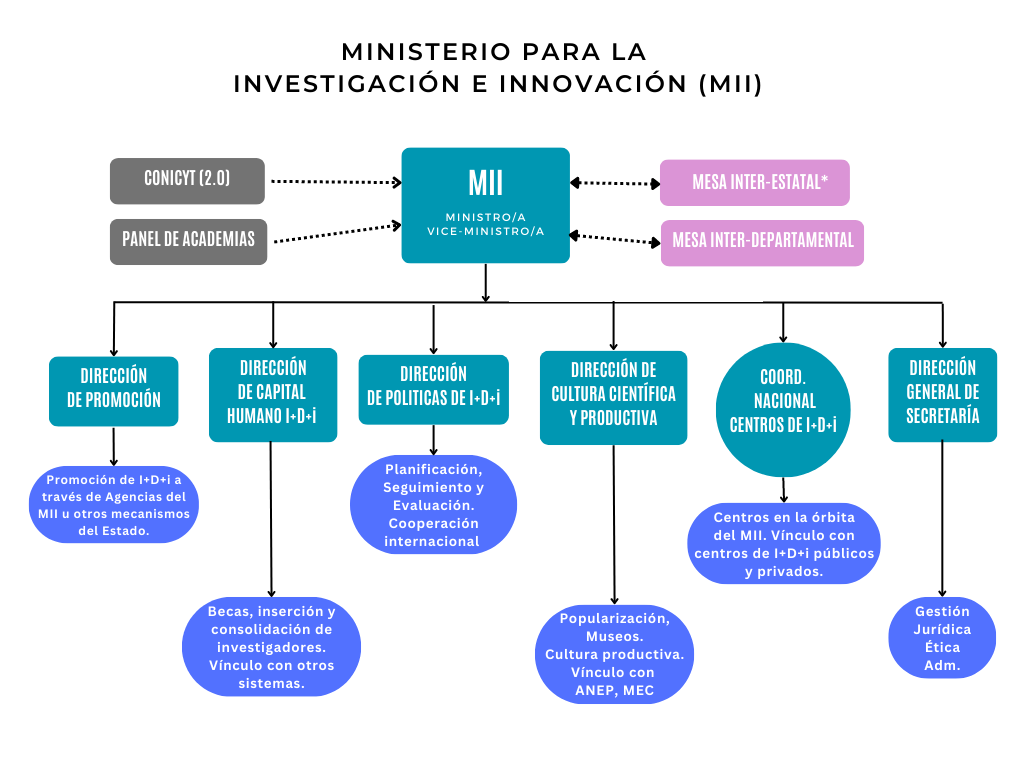 MINISTERIO PARA LA
INVESTIGACIÓN E INNOVACIÓN (MII)
CONICYT (2.0)
PANEL DE ACADEMIAS
MII
MINISTRO/A
VICE-MINISTRO/A
MESA INTER-ESTATAL*
MESA INTER-DEPARTAMENTAL
DIRECCIÓN
DE PROMOCIÓN
DIRECCIÓN
DE CAPITAL
HUMANO I+D+i
DIRECCIÓN
DE POLITICAS DE I+D+i
DIRECCIÓN DE
CULTURA CIENTÍFICA
Y PRODUCTIVA
COORD.
NACIONAL
CENTROS DE I+D+i
DIRECCIÓN
GENERAL DE
SECRETARÍA
Promoción de I+D+i a
través de Agencias del
MII u otros mecanismos
del Estado.
Becas, inserción y
consolidación de
investigadores.
Vínculo con otros
sistemas.
Planificación,
Seguimiento y
Evaluación.
Cooperación
internacional
Popularización,
Museos.
Cultura productiva.
Vínculo con
ANEP, MEC
Centros en la órbita
del MII. Vínculo con
centros de I+D+i públicos
y privados.
Gestión
Jurídica
Ética
Adm.